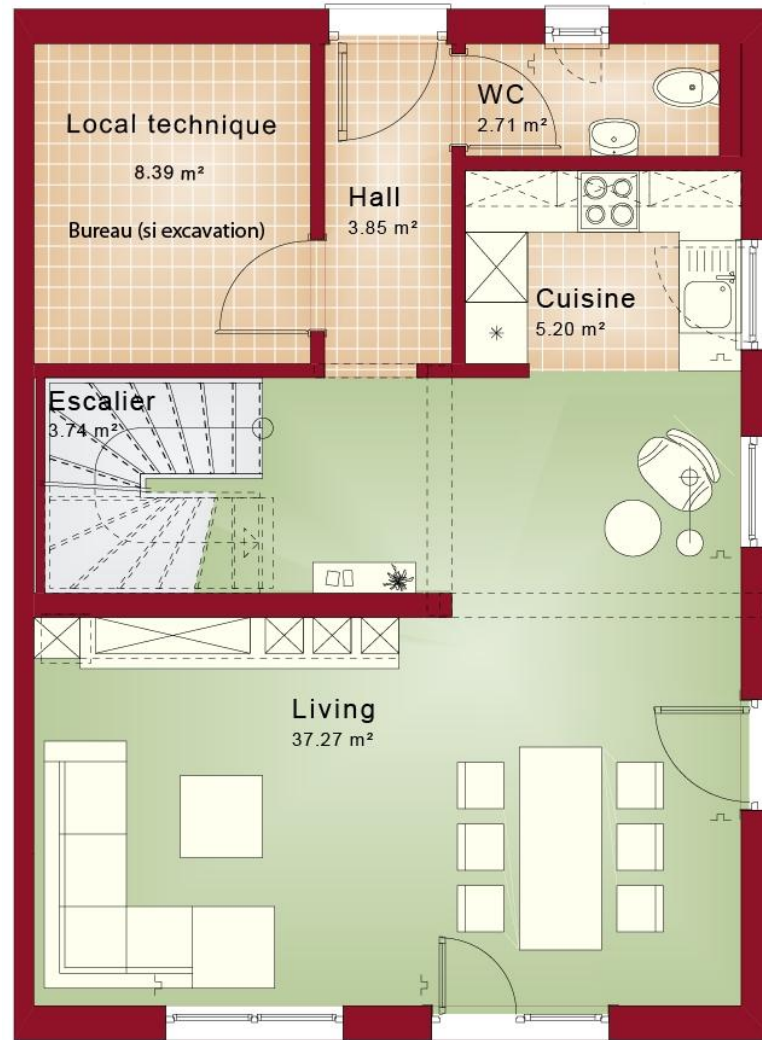 Local technique
8.39 m²
Bureau (si excavation)
Hall
3.85 m²
WC
2.71 m²
Cuisine
5.20 m²
Escalier
3.74 m²
Living
37.27 m²